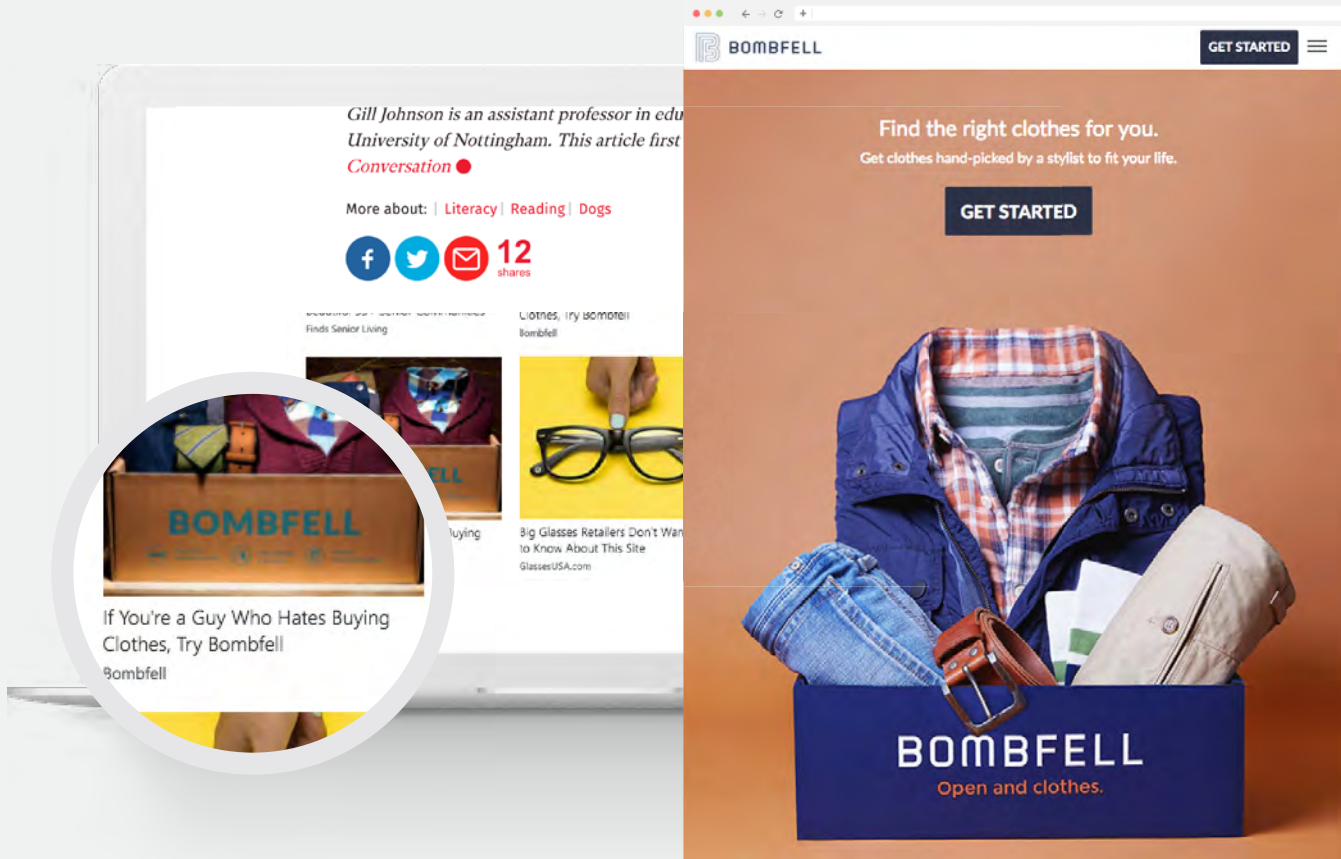 Gill Johnson is an assistant professor in edu
University of Nottingham. This article first
Conversation
More about: | Literacy | Reading | Dogs
12
shares
Finds Senior Living
Clothes, Try Bombfell
Bombfell
ELL
Buying
Big Glasses Retailers Don't Wan
to Know About This Site
GlassesUSA.com
BOMBFELL
If You're a Guy Who Hates Buying
Clothes, Try Bombfell
Bombfell
BOMBFELL
GET STARTED
Find the right clothes for you.
Get clothes hand-picked by a stylist to fit your life.
GET STARTED
BOMBFELL
Open and clothes.